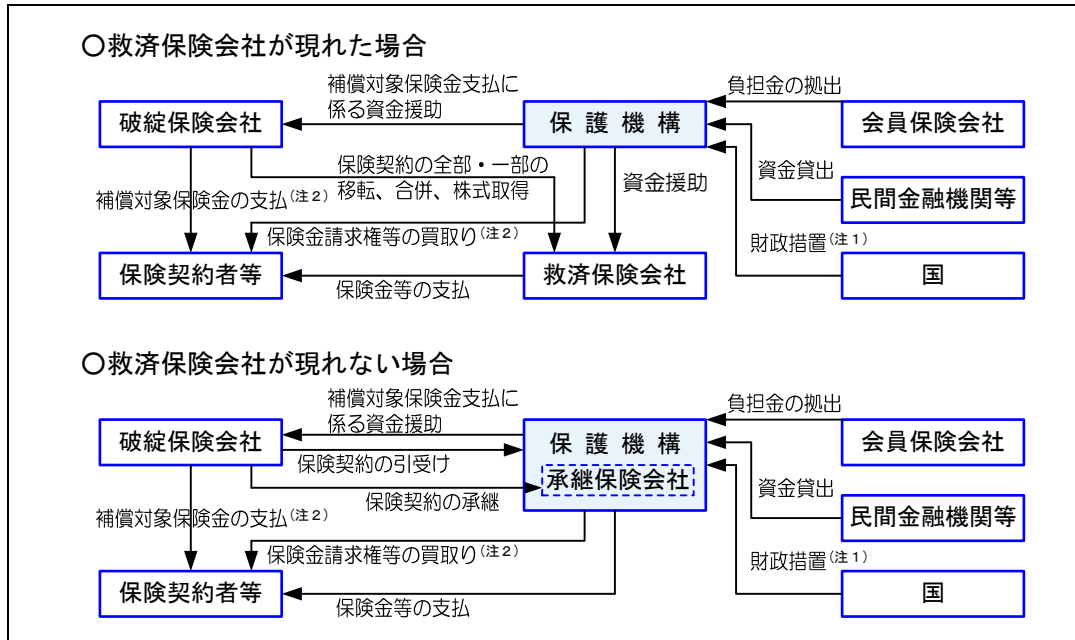 〇救済保険会社が現れた場合
補償対象保険金支払に
係る資金援助
負担金の拠出
破綻保険会社
保護機構
会員保険会社
保険契約の全部・一部の
移転、合併、株式取得
資金援助
資金貸出
補償対象保険金の支払(注2)
民間金融機関等
保険金請求権等の買取り(注2)
財政措置(注1)
保険契約者等
保険金等の支払
救済保険会社
国
〇救済保険会社が現れない場合
補償対象保険金支払に
係る資金援助
負担金の拠出
破綻保険会社
保護機構
会員保険会社
保険契約の引受け
承継保険会社
保険契約の承継
資金貸出
補償対象保険金の支払(注2)
民間金融機関等
保険金請求権等の買取り(注2)
財政措置(注1)
保険契約者等
保険金等の支払
国